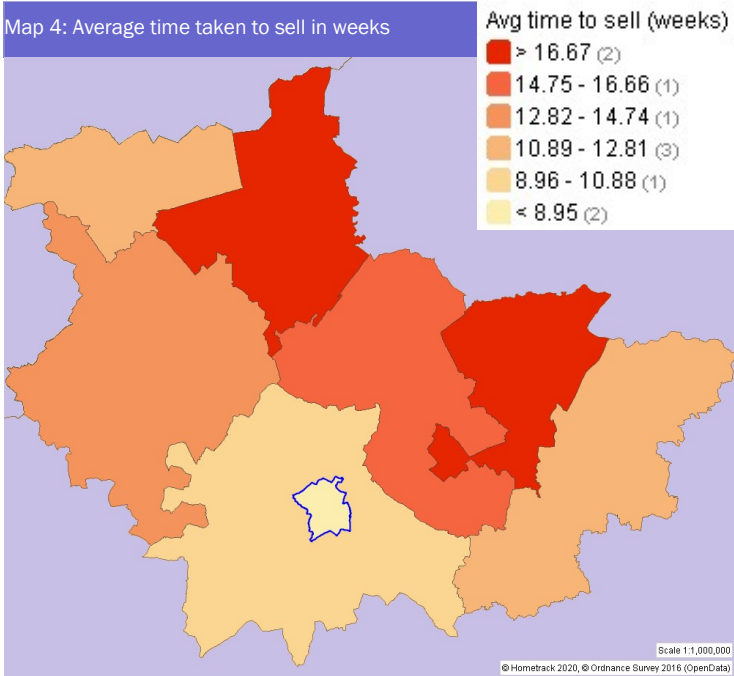 Map 4: Average time taken to sell in weeks
Avg time to sell (weeks)
> 16.67 (2)
14.75 - 16.66 (1)
12.82 - 14.74 (1)
10.89 - 12.81 (3)
8.96 - 10.88 (1)
< 8.95 (2)
Scale 1:1,000,000
© Hometrack 2020, © Ordnance Survey 2016 (OpenData)